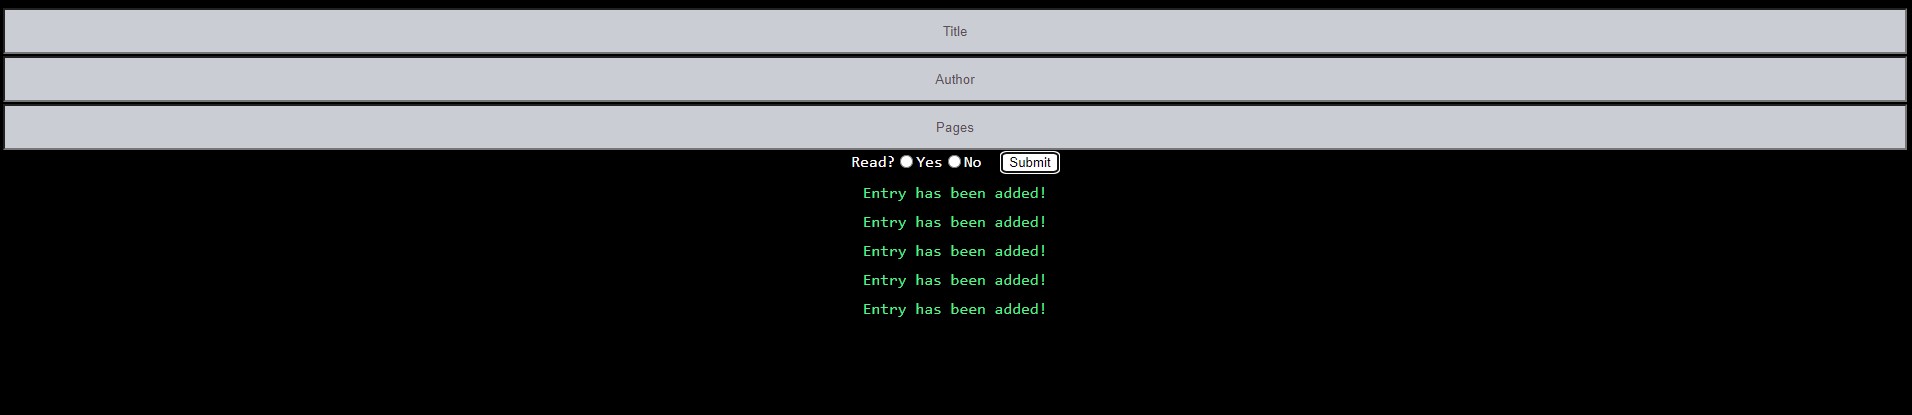 Title
Author
Pages
Read? Yes No Submit
Entry has been added!
Entry has been added!
Entry has been added!
Entry has been added!
Entry has been added!